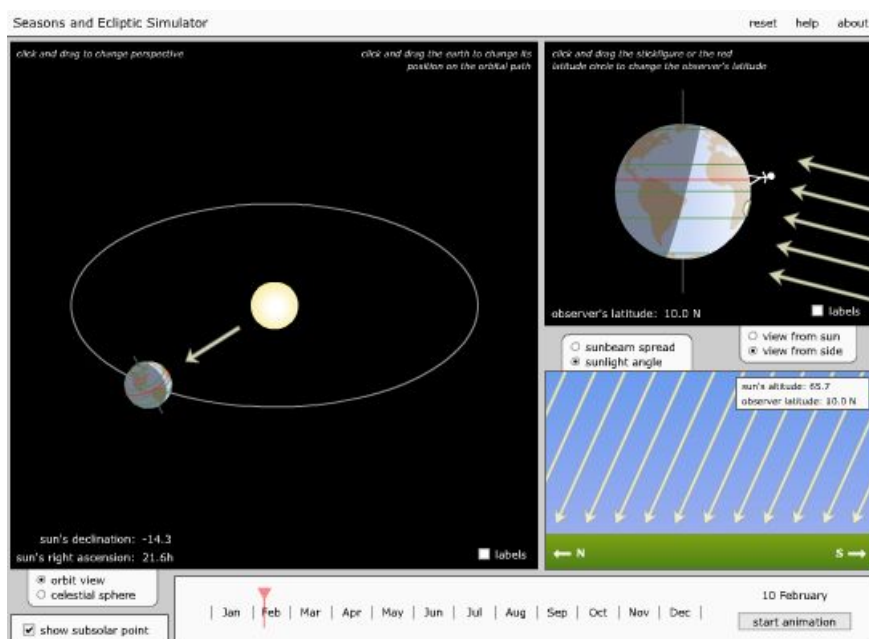 Seasons and Ecliptic Simulator
reset help about
click and drag to change perspective
click and drag the earth to change its
position on the orbital path
click and drag the stickfigure or the red
latitude circle to change the observer's latitude
observer's latitude: 10.0 N
labels
view from sun
view from side
sunbeam spread
sunlight angle
sun's altitude: 65.7
observer latitude: 10.0 N
N
S
sun's declination: -14.3
sun's right ascension: 21.6h
labels
orbit view
celestial sphere
show subsolar point
| Jan | Feb | Mar | Apr | May | Jun | Jul | Aug | Sep | Oct | Nov | Dec |
10 February
start animation